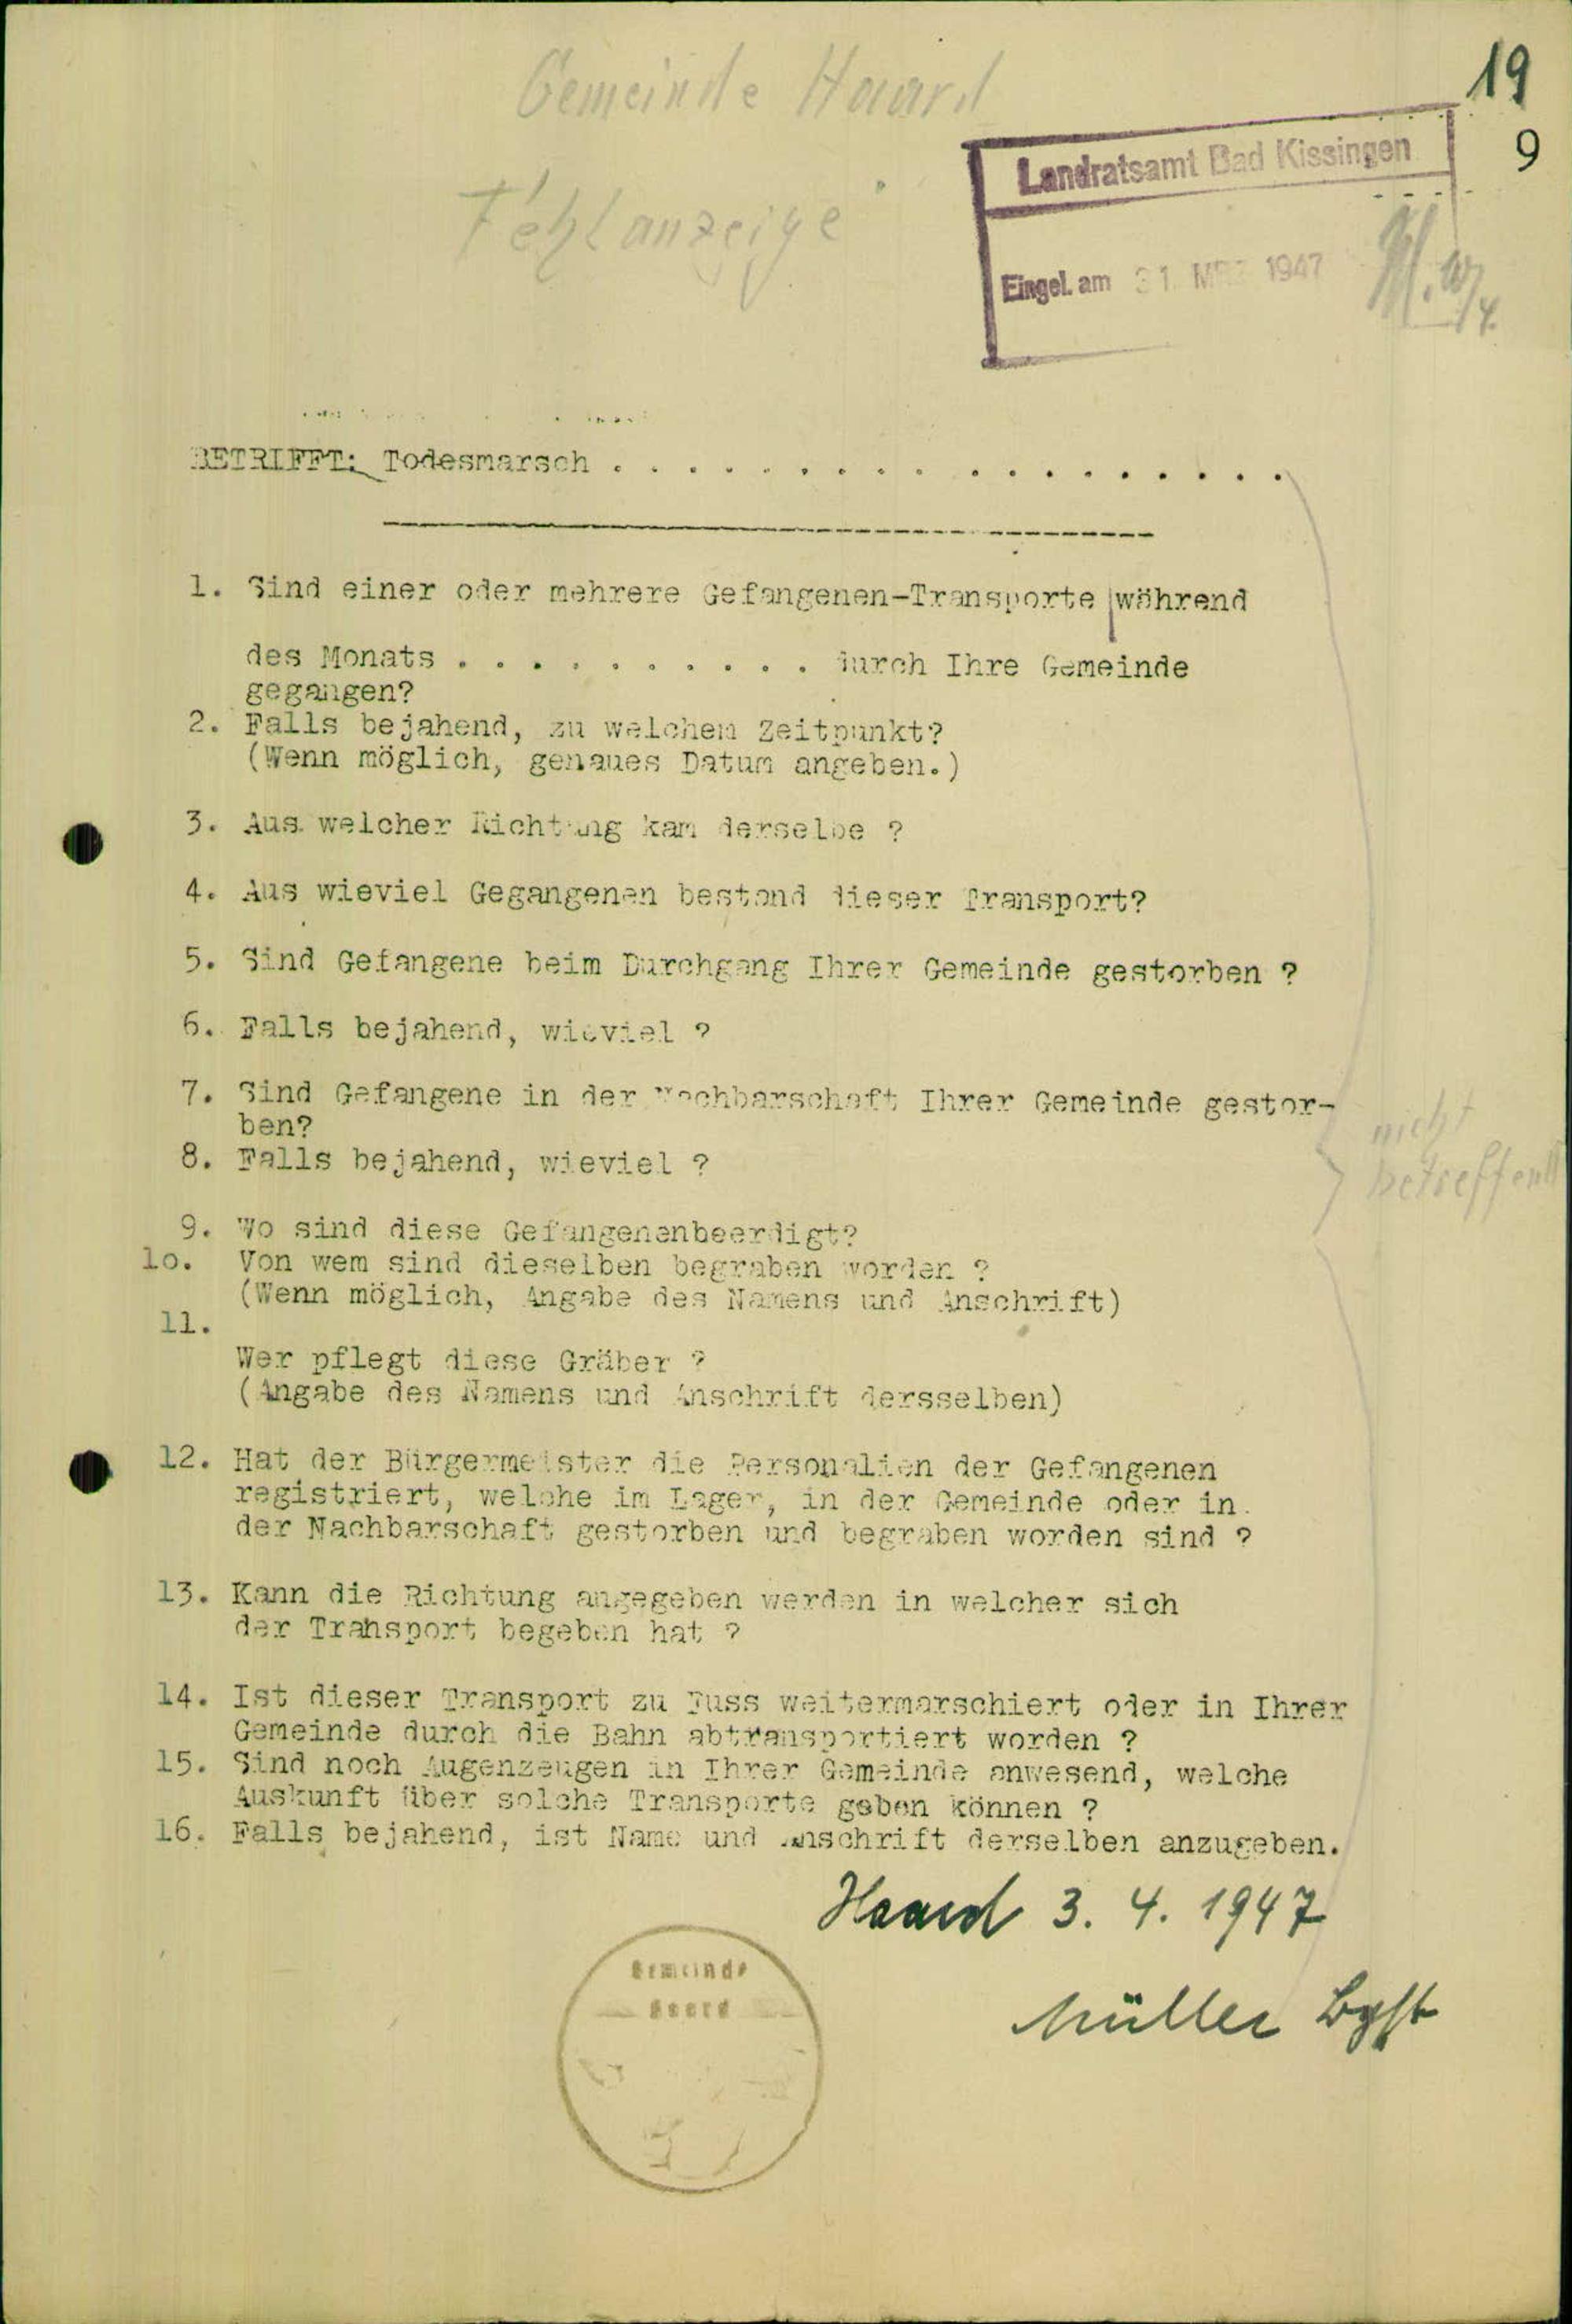 Gemeinde Haard
19
9
Landratsamt Bad Kissingen
Fehlanzeige
Eingel. am 31. MRZ 1947
BETRIFFT: Todesmarsch . . . . . . . . . . . . . . . . . . .
1. Sind einer oder mehrere Gefangenen-Transporte während
des Monats . . . . . . . . . . durch Ihre Gemeinde
gegangen?
2. Falls bejahend, zu welchem Zeitpunkt?
(Wenn möglich, genaues Datum angeben.)
3. Aus welcher Richtung kam derselbe ?
4. Aus wieviel Gegangenen bestand dieser Transport?
5. Sind Gefangene beim Durchgang Ihrer Gemeinde gestorben ?
6. Falls bejahend, wieviel ?
7. Sind Gefangene in der Nachbarschaft Ihrer Gemeinde gestor-
ben?
nicht
betreffend
8. Falls bejahend, wieviel ?
9. Wo sind diese Gefangenenbeerdigt?
10. Von wem sind dieselben begraben worden ?
(Wenn möglich, Angabe des Namens und Anschrift)
11.
Wer pflegt diese Gräber ?
(Angabe des Namens und Anschrift dersselben)
12. Hat der Bürgermeister die Personalien der Gefangenen
registriert, welche im Lager, in der Gemeinde oder in
der Nachbarschaft gestorben und begraben worden sind ?
13. Kann die Richtung angegeben werden in welcher sich
der Transport begeben hat ?
14. Ist dieser Transport zu Fuss weitermarschiert oder in Ihrer
Gemeinde durch die Bahn abtransportiert worden ?
15. Sind noch Augenzeugen in Ihrer Gemeinde anwesend, welche
Auskunft über solche Transporte geben können ?
16. Falls bejahend, ist Name und Anschrift derselben anzugeben.
Haard 3. 4. 1947
Gemeinde
Haard
Müller